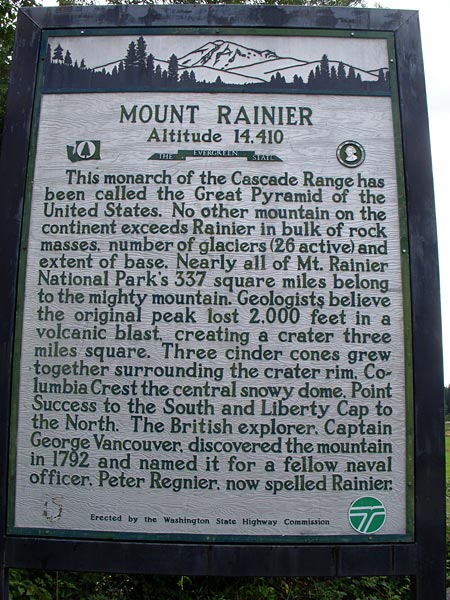 MOUNT RAINIER
Altitude 14,410
THE EVERGREEN STATE
This monarch of the Cascade Range has
been called the Great Pyramid of the
United States. No other mountain on the
continent exceeds Rainier in bulk of rock
masses, number of glaciers (26 active) and
extent of base. Nearly all of Mt. Rainier
National Park's 337 square miles belong
to the mighty mountain. Geologists believe
the original peak lost 2,000 feet in a
volcanic blast, creating a crater three
miles square. Three cinder cones grew
together surrounding the crater rim, Co-
lumbia Crest the central snowy dome, Point
Success to the South and Liberty Cap to
the North. The British explorer, Captain
George Vancouver, discovered the mountain
in 1792 and named it for a fellow naval
officer, Peter Regnier, now spelled Rainier.
Erected by the Washington State Highway Commission